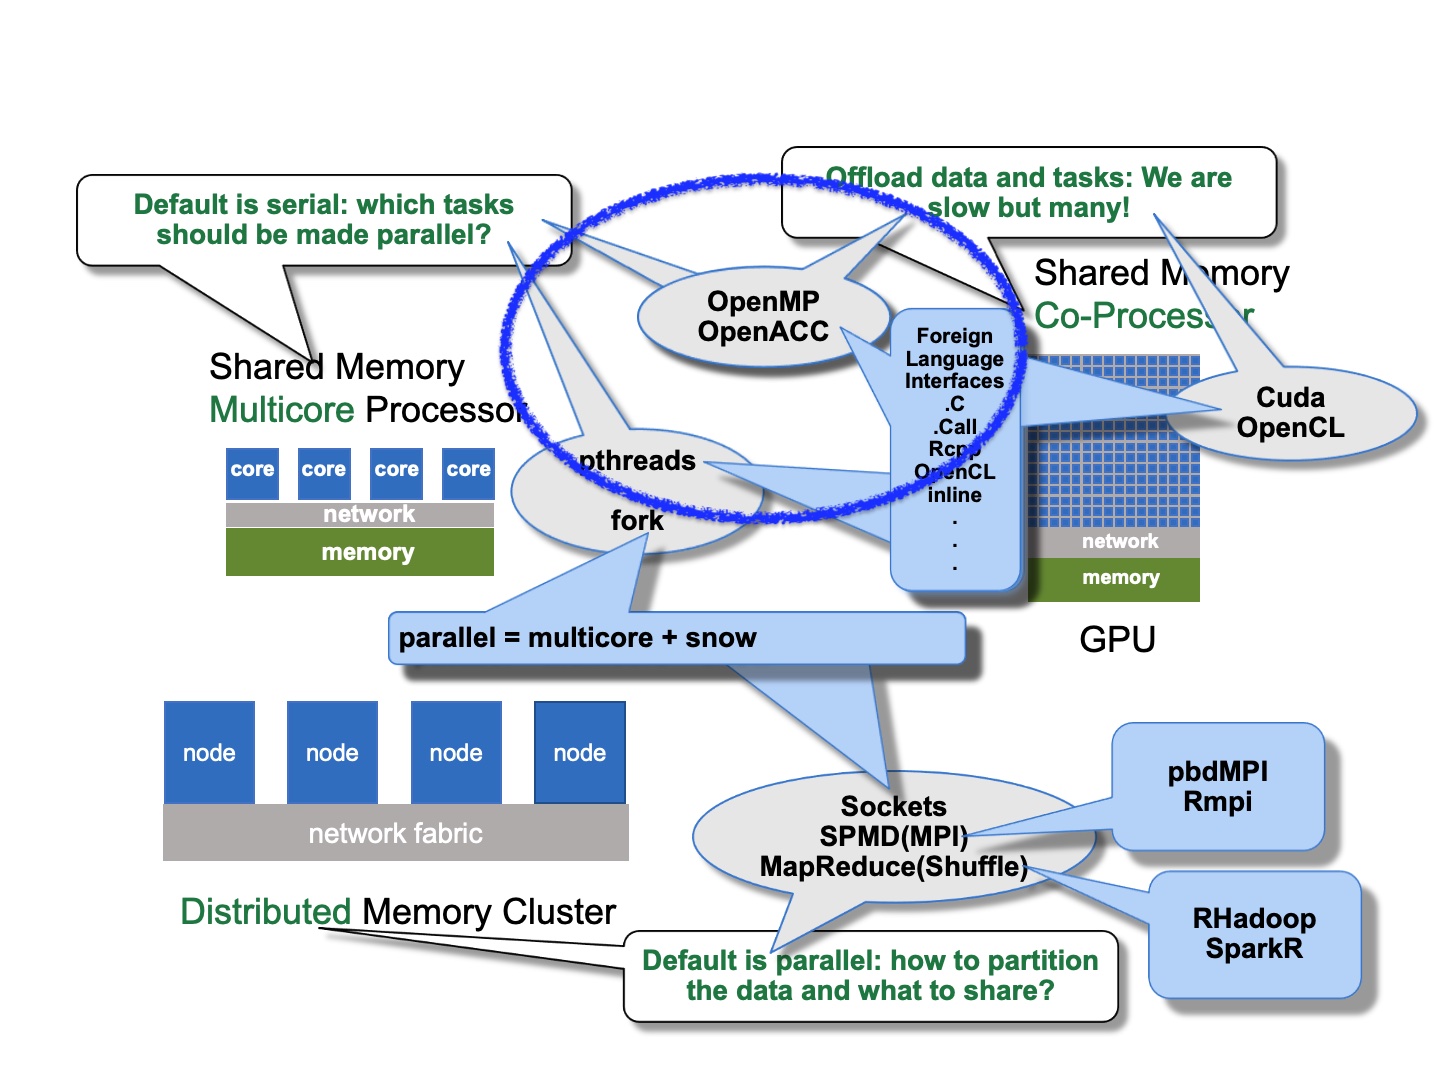 Default is serial: which tasks
should be made parallel?
Offload data and tasks: We are
slow but many!
Shared Memory
Co-Processor
OpenMP
OpenACC
Foreign
Language
Interfaces
.C
.Call
Rcpp
OpenCL
inline
.
.
.
Shared Memory
Multicore Processor
Cuda
OpenCL
core core core core
network
memory
pthreads
fork
network
memory
GPU
parallel = multicore + snow
node node node node
network fabric
Distributed Memory Cluster
Sockets
SPMD(MPI)
MapReduce(Shuffle)
pbdMPI
Rmpi
RHadoop
SparkR
Default is parallel: how to partition
the data and what to share?